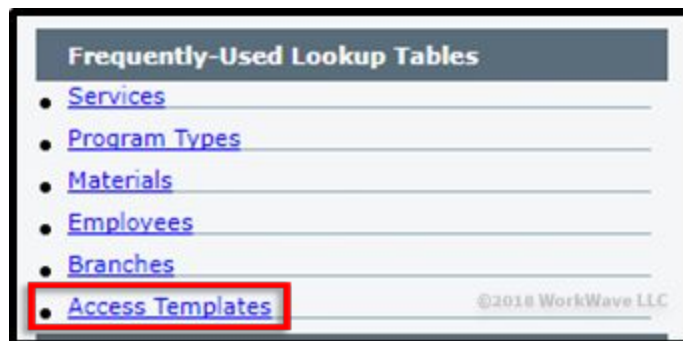 Frequently-Used Lookup Tables
Services
Program Types
Materials
Employees
Branches
Access Templates
©2018 WorkWave LLC